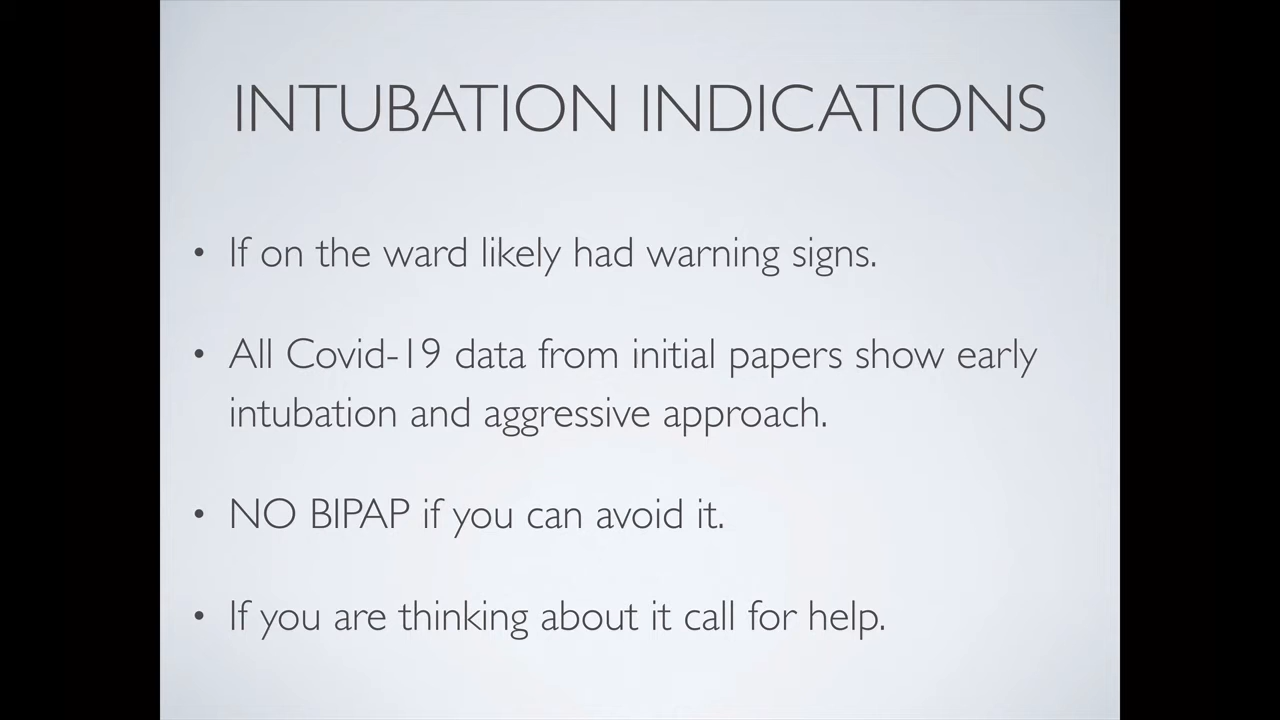 INTUBATION INDICATIONS
• If on the ward likely had warning signs.
• All Covid-19 data from initial papers show early
intubation and aggressive approach.
• NO BIPAP if you can avoid it.
• If you are thinking about it call for help.